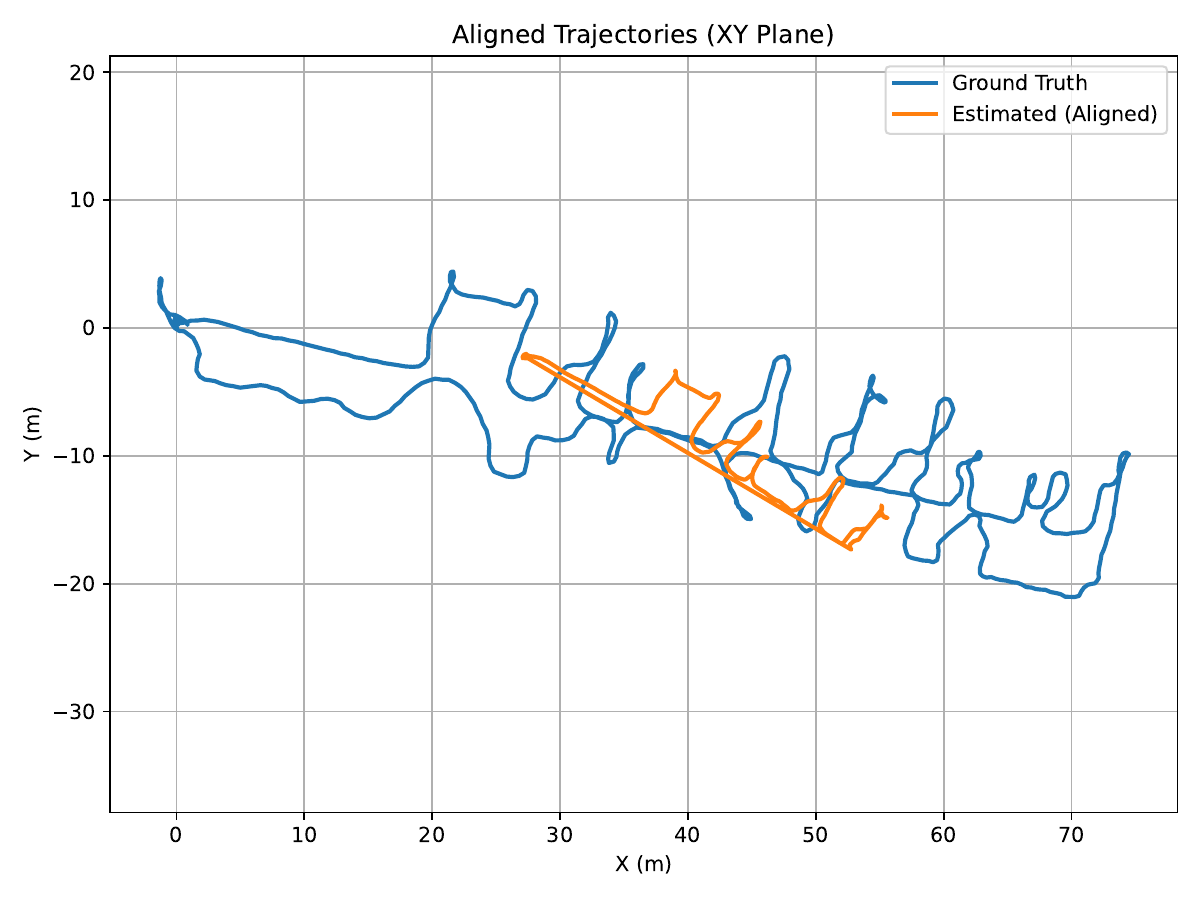 Aligned Trajectories (XY Plane)
Ground Truth
Estimated (Aligned)
20
10
0
−10
−20
−30
Y (m)
0 10 20 30 40 50 60 70
X (m)